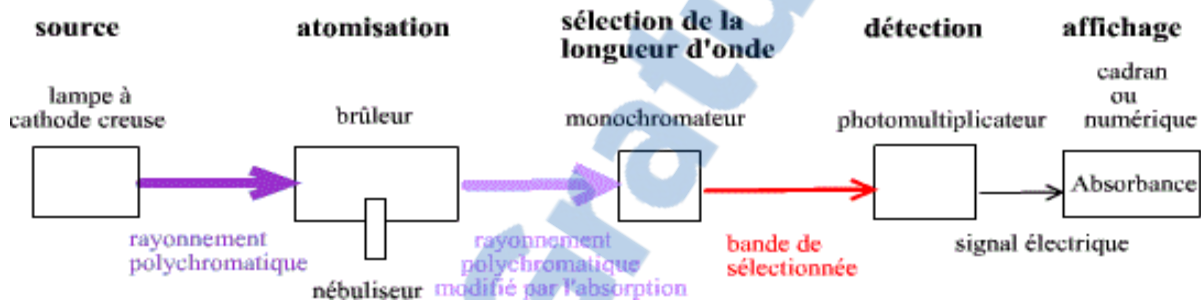 source
atomisation
sélection de la
longueur d'onde
détection
affichage
lampe à
cathode creuse
brûleur
monochromateur
photomultiplicateur
cadran
ou
numérique
Absorbance
rayonnement
polychromatique
nébuliseur
rayonnement
polychromatique
modifié par l'absorption
bande de
sélectionnée
signal électrique